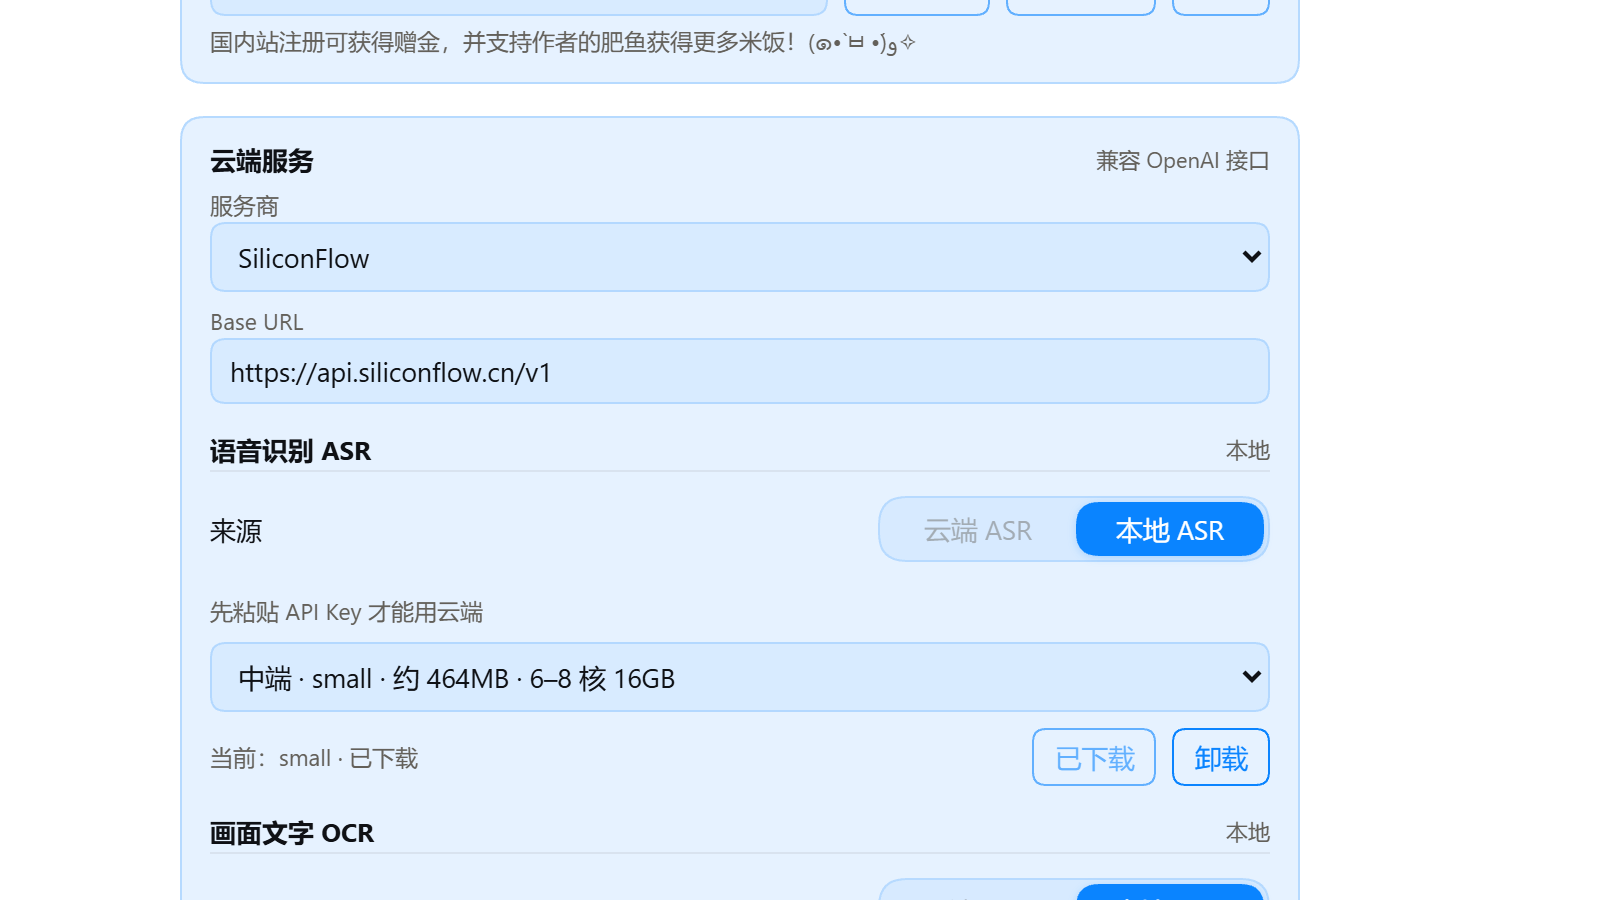 国内站注册可获得赠金，并支持作者的肥鱼获得更多米饭！(๑•̀ㅂ•́)و✧
云端服务
兼容 OpenAI 接口
服务商
SiliconFlow
Base URL
https://api.siliconflow.cn/v1
语音识别 ASR
本地
来源
云端 ASR
本地 ASR
先粘贴 API Key 才能用云端
中端 · small · 约 464MB · 6–8 核 16GB
当前：small · 已下载
已下载
卸载
画面文字 OCR
本地